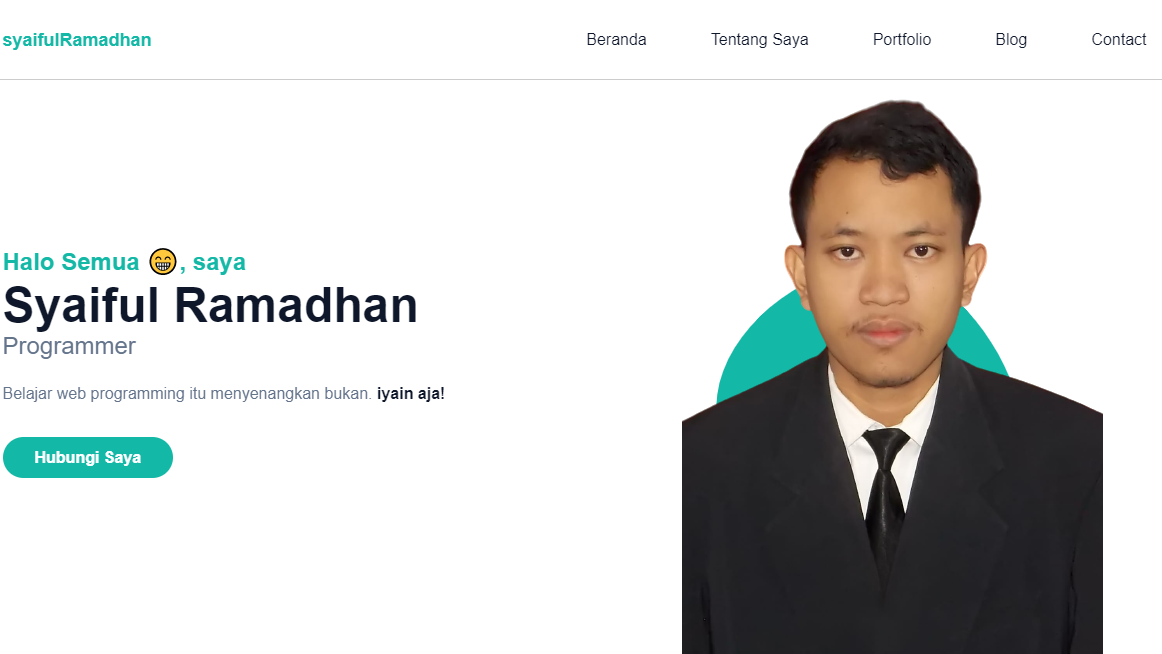 syaifulRamadhan
Beranda Tentang Saya Portfolio Blog Contact
Halo Semua 😁, saya
Syaiful Ramadhan
Programmer
Belajar web programming itu menyenangkan bukan. iyain aja!
Hubungi Saya